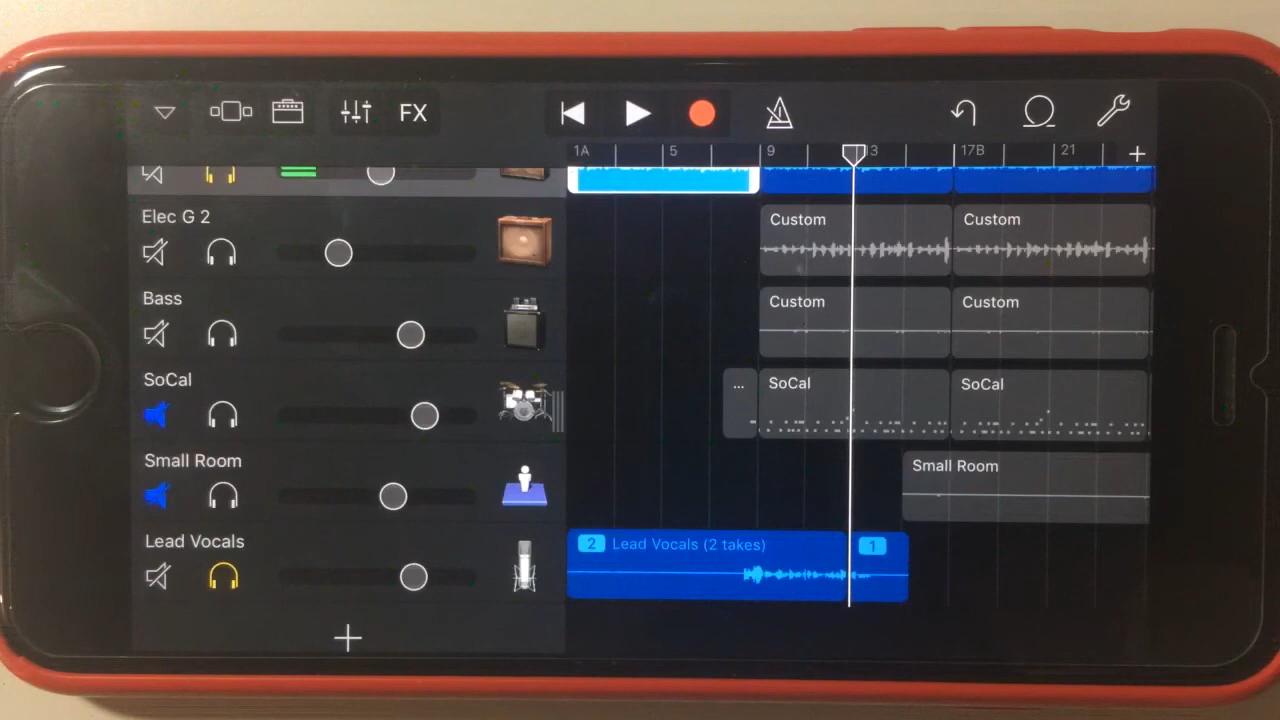 FX
1A 5 9 13 17B 21
Elec G 2
Custom Custom
Bass
Custom Custom
SoCal
... SoCal SoCal
Small Room
Small Room
Lead Vocals
2 Lead Vocals (2 takes) 1